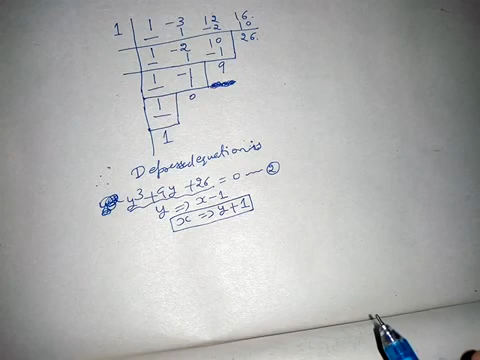 1 | 1 -3 12 16
1 -2 10
1 -2 10 26
1 -1
1 -1 9
1
1 0
1
∴ Depressed equation is
y³ + 9y + 26 = 0 — ②
y ⇒ x - 1
x ⇒ y + 1